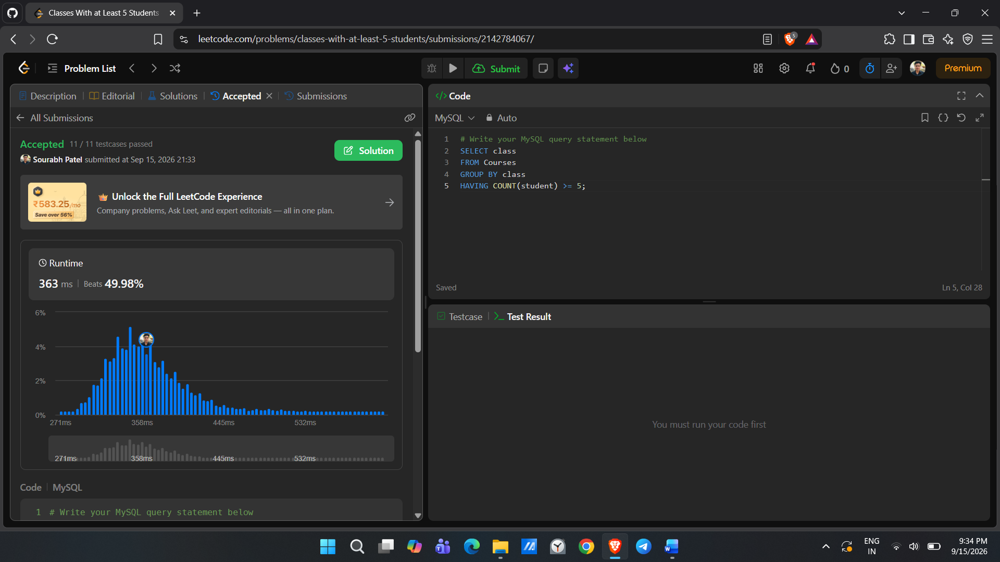 Classes With at Least 5 Students
leetcode.com/problems/classes-with-at-least-5-students/submissions/2142784067/
5
Problem List
Submit
0
Premium
Description
Editorial
Solutions
Accepted
Submissions
All Submissions
Accepted 11 / 11 testcases passed
Sourabh Patel submitted at Sep 15, 2026 21:33
Solution
₹583.25/mo
Save over 56%
Unlock the Full LeetCode Experience
Company problems, Ask Leet, and expert editorials — all in one plan.
Runtime
363 ms | Beats 49.98%
6%
4%
2%
0%
271ms 358ms 445ms 532ms
271ms 358ms 445ms 532ms
Code | MySQL
1 # Write your MySQL query statement below
</> Code
MySQL Auto
1 # Write your MySQL query statement below
2 SELECT class
3 FROM Courses
4 GROUP BY class
5 HAVING COUNT(student) >= 5;
Saved
Ln 5, Col 28
Testcase
Test Result
You must run your code first
ENG
IN
9:34 PM
9/15/2026